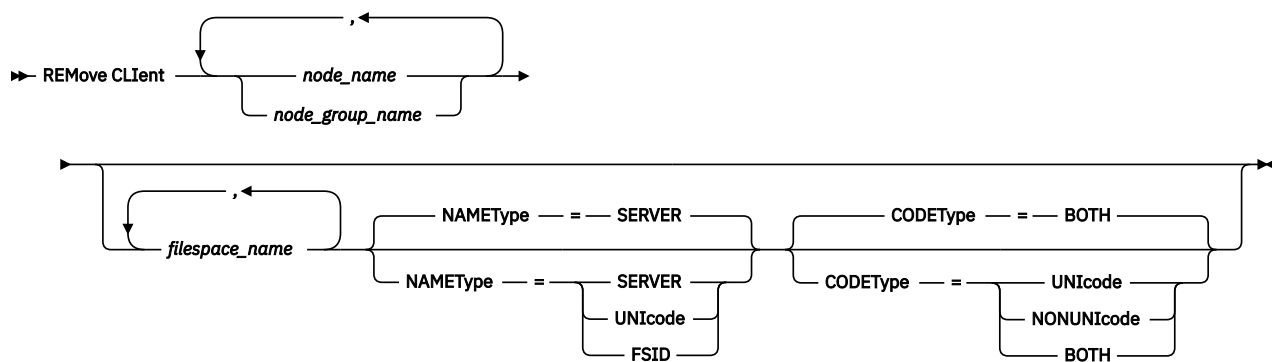 ,
REMove CLIent node_name
node_group_name
,
NAMEType = SERVER CODEType = BOTH
filespace_name
NAMEType = SERVER CODEType = UNIcode
UNIcode NONUNIcode
FSID BOTH